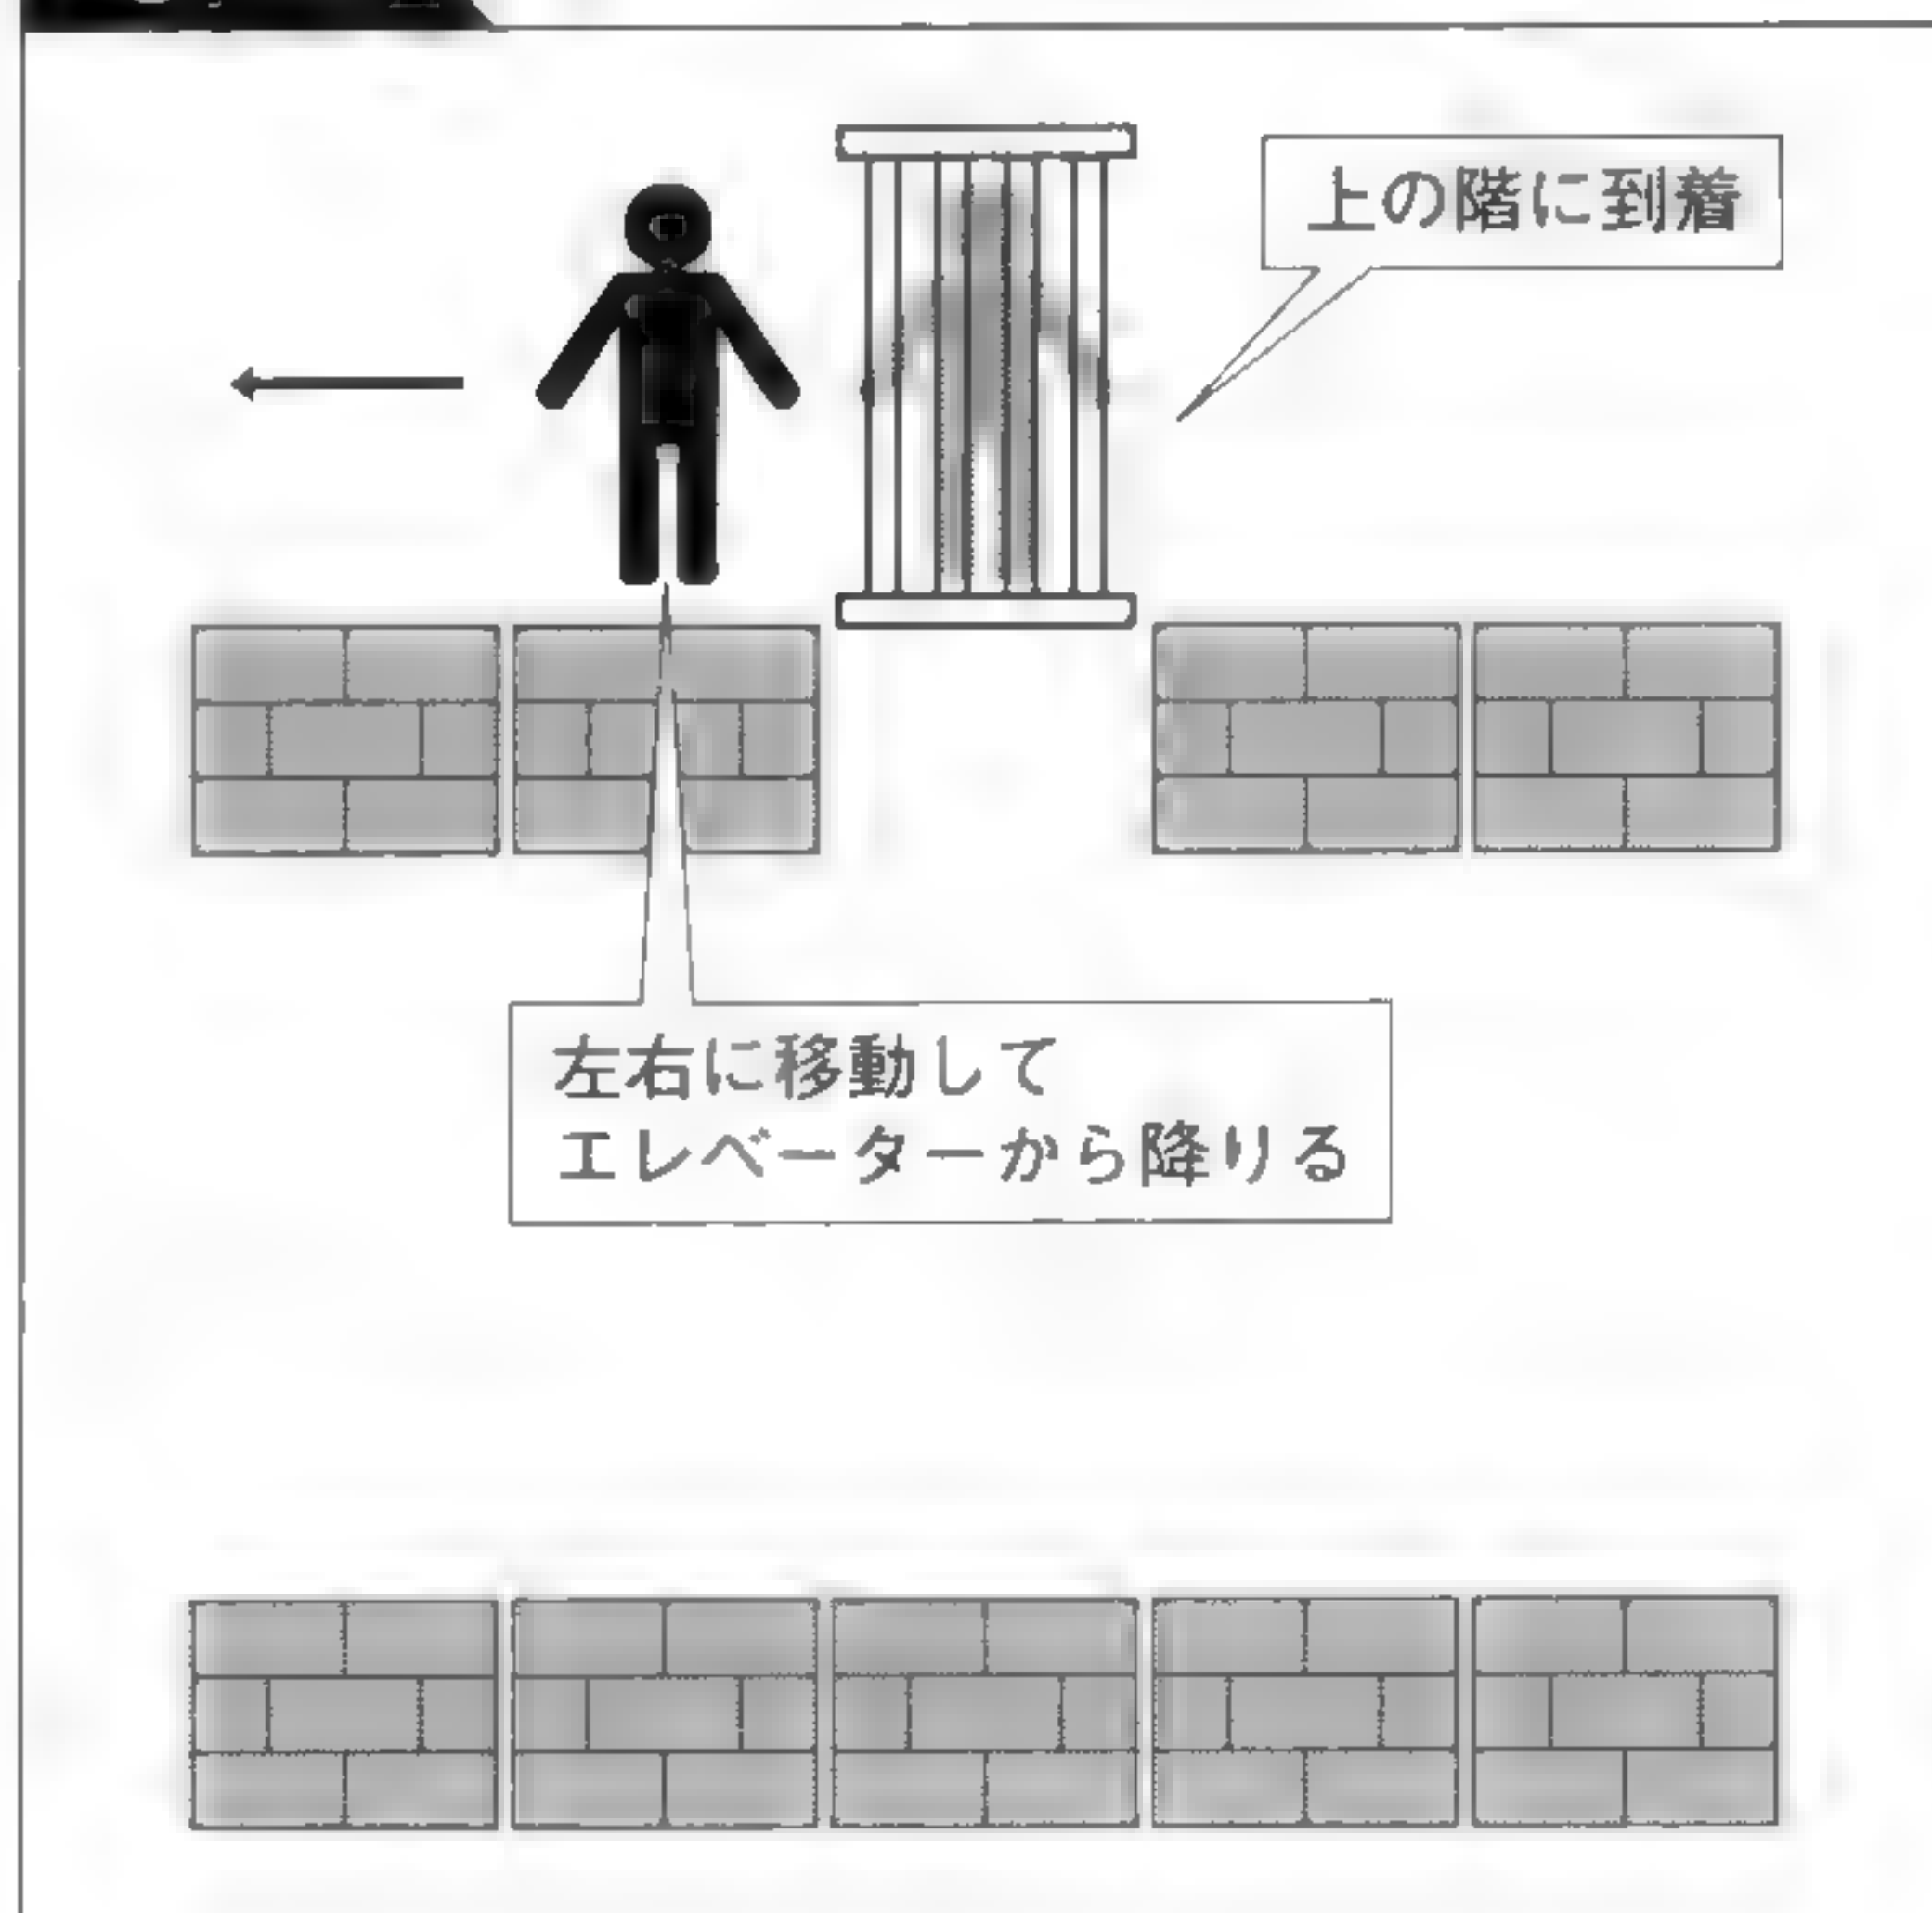 上の階に到着
左右に移動して
エレベーターから降りる